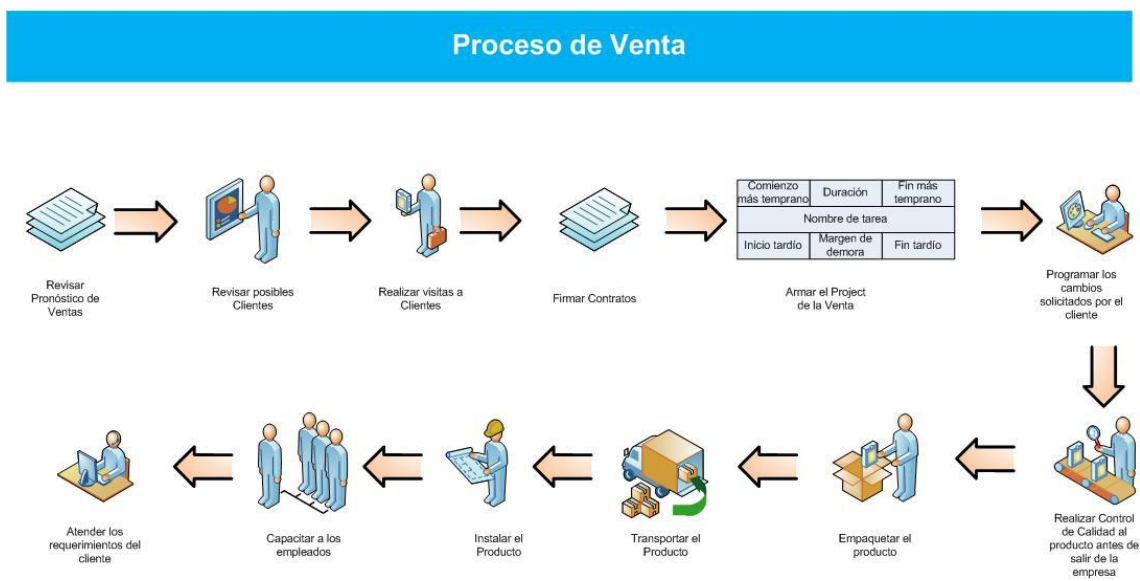 Proceso de Venta
Revisar
Pronóstico de
Ventas
Revisar posibles
Clientes
Realizar visitas a
Clientes
Firmar Contratos
Comienzo
más temprano
Duración
Fin más
temprano
Nombre de tarea
Inicio tardío
Margen de
demora
Fin tardío
Armar el Project
de la Venta
Programar los
cambios
solicitados por el
cliente
Realizar Control
de Calidad al
producto antes de
salir de la
empresa
Empaquetar el
producto
Transportar el
Producto
Instalar el
Producto
Capacitar a los
empleados
Atender los
requerimientos del
cliente